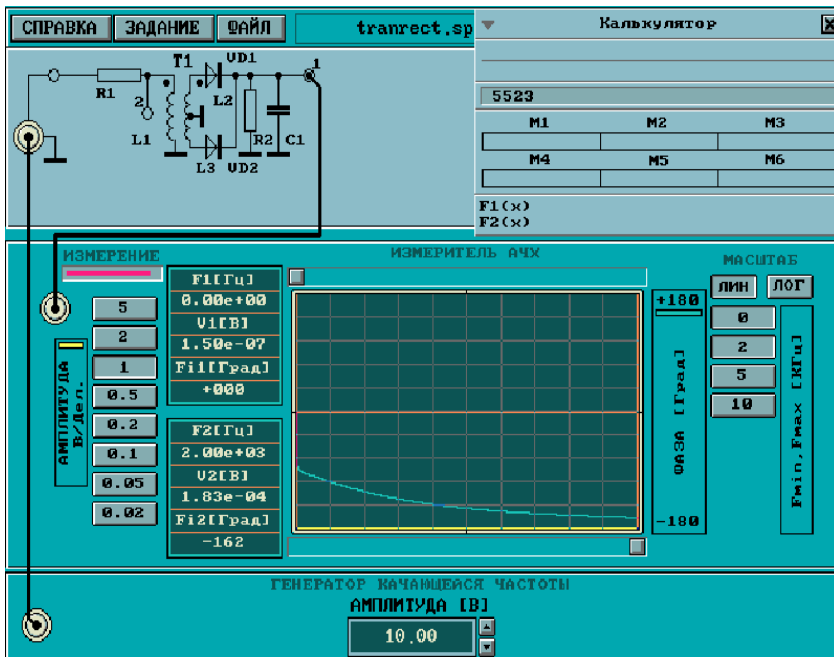 СПРАВКА ЗАДАНИЕ ФАЙЛ tranrect.sp
Калькулятор
5523
M1 M2 M3
M4 M5 M6
F1(x)
F2(x)
R1 2 L1 T1 VD1 L2 L3 VD2 R2 C1 1
ИЗМЕРЕНИЕ
5
2
1
0.5
0.2
0.1
0.05
0.02
АМПЛИТУДА
В/Дел.
F1[Гц]
0.00e+00
V1[В]
1.50e-07
Fi1[Град]
+000
F2[Гц]
2.00e+03
V2[В]
1.83e-04
Fi2[Град]
-162
ИЗМЕРИТЕЛЬ АЧХ
+180
ФАЗА [Град]
-180
МАСШТАБ
ЛИН ЛОГ
0
2
5
10
Fmin,Fmax [КГц]
ГЕНЕРАТОР КАЧАЮЩЕЙСЯ ЧАСТОТЫ
АМПЛИТУДА [В]
10.00